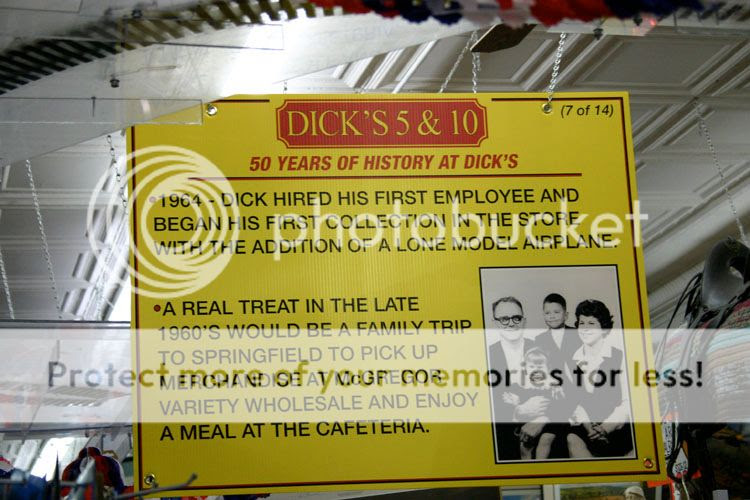 DICK'S 5 & 10
(7 of 14)
50 YEARS OF HISTORY AT DICK'S
•1964 - DICK HIRED HIS FIRST EMPLOYEE AND
BEGAN HIS FIRST COLLECTION IN THE STORE
WITH THE ADDITION OF A LONE MODEL AIRPLANE.
photobucket
•A REAL TREAT IN THE LATE
1960'S WOULD BE A FAMILY TRIP
TO SPRINGFIELD TO PICK UP
Protect more of your memories for less!
MERCHANDISE AT McGREGOR
VARIETY WHOLESALE AND ENJOY
A MEAL AT THE CAFETERIA.